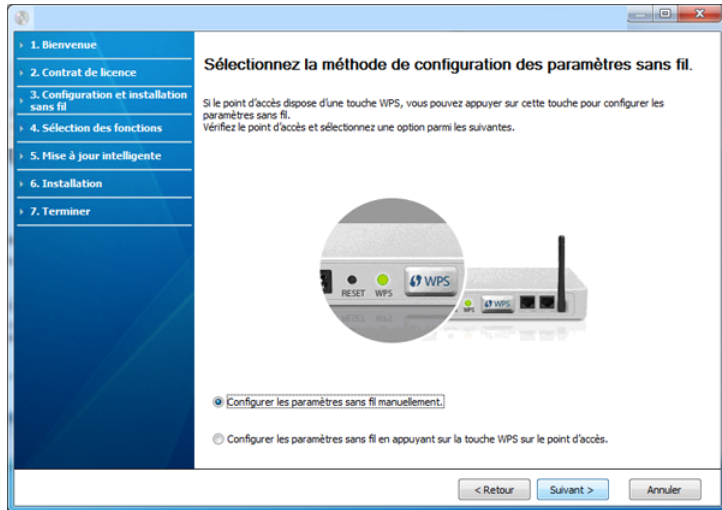 1. Bienvenue
2. Contrat de licence
3. Configuration et installation
sans fil
4. Sélection des fonctions
5. Mise à jour intelligente
6. Installation
7. Terminer
Sélectionnez la méthode de configuration des paramètres sans fil.
Si le point d'accès dispose d'une touche WPS, vous pouvez appuyer sur cette touche pour configurer les
paramètres sans fil.
Vérifiez le point d'accès et sélectionnez une option parmi les suivantes.
WPS
RESET WPS
WPS WPS
Configurer les paramètres sans fil manuellement.
Configurer les paramètres sans fil en appuyant sur la touche WPS sur le point d'accès.
< Retour Suivant > Annuler